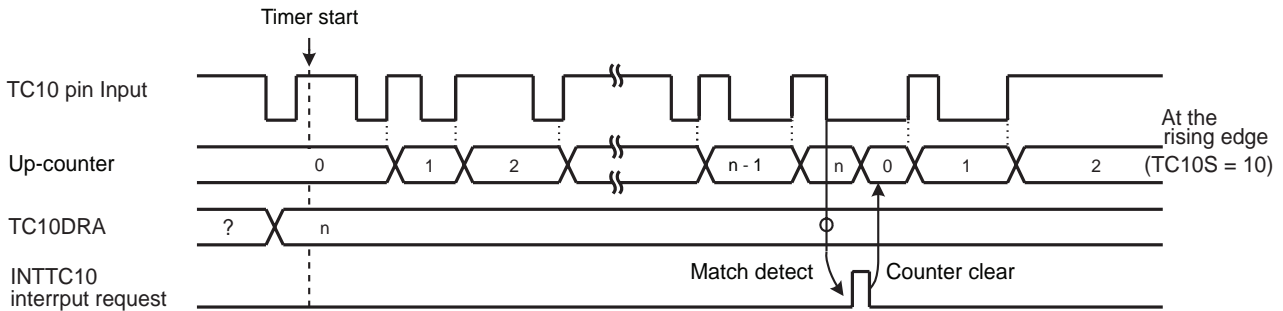 Timer start
TC10 pin Input
At the
rising edge
(TC10S = 10)
Up-counter
0 1 2 n - 1 n 0 1 2
TC10DRA
? n
INTTC10
interrput request
Match detect
Counter clear